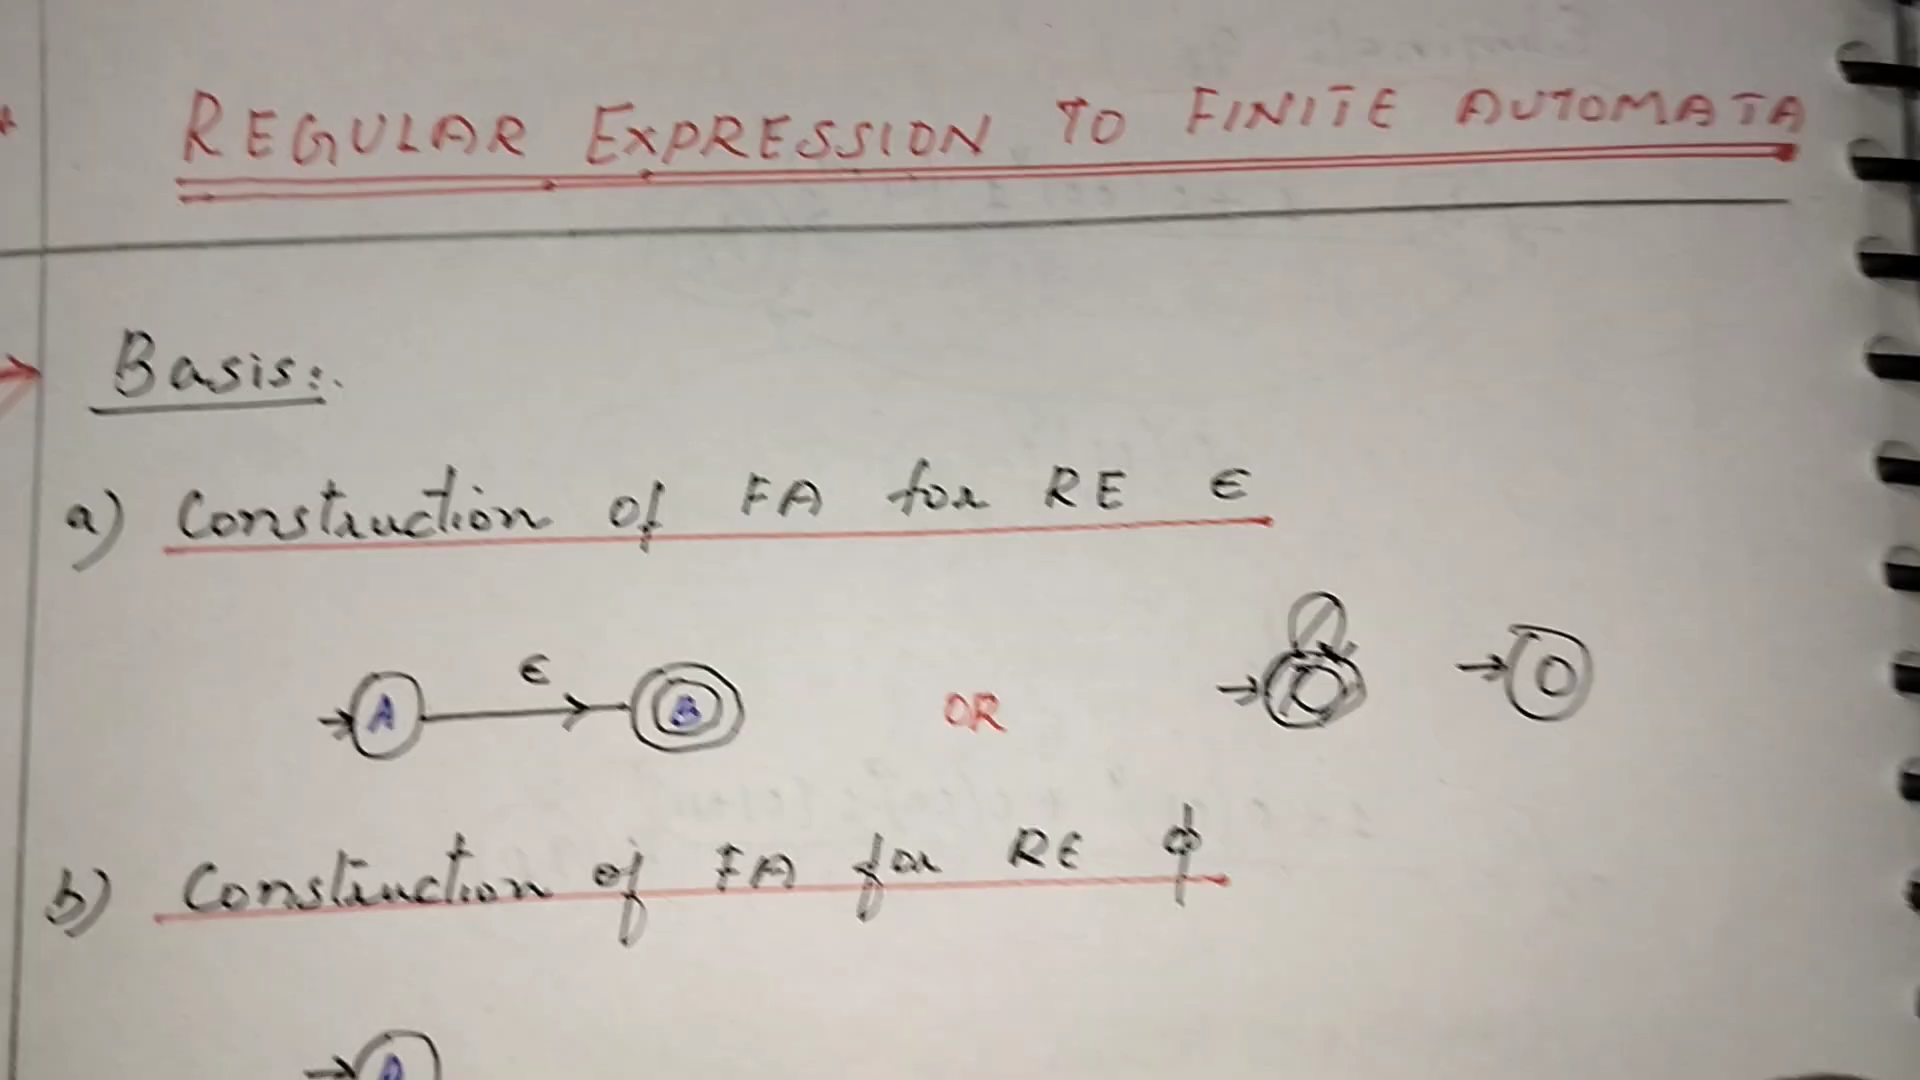 REGULAR EXPRESSION TO FINITE AUTOMATA
Basis:.
a) Construction of FA for RE ϵ
A ϵ B OR
b) Construction of FA for RE ϕ
A